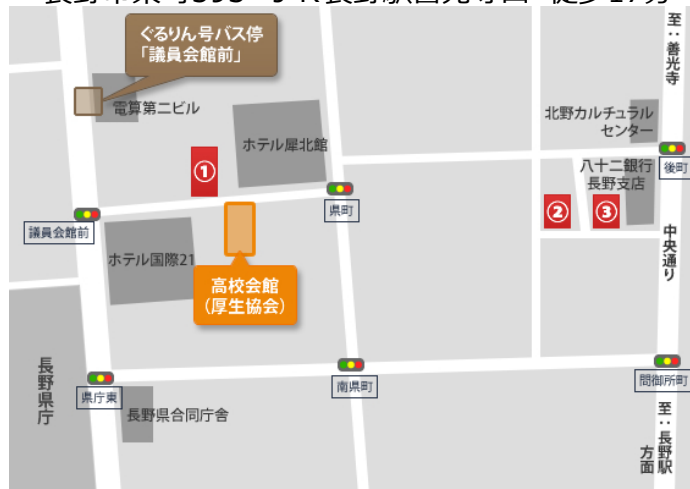 ぐるりん号バス停
「議員会館前」
至：善光寺
電算第二ビル
北野カルチュラル
センター
ホテル犀北館
後町
八十二銀行
長野支店
①
県町
②
③
議員会館前
中央通り
ホテル国際21
高校会館
（厚生協会）
長野県庁
南県町
問御所町
県庁東
長野県合同庁舎
至：長野駅
方面